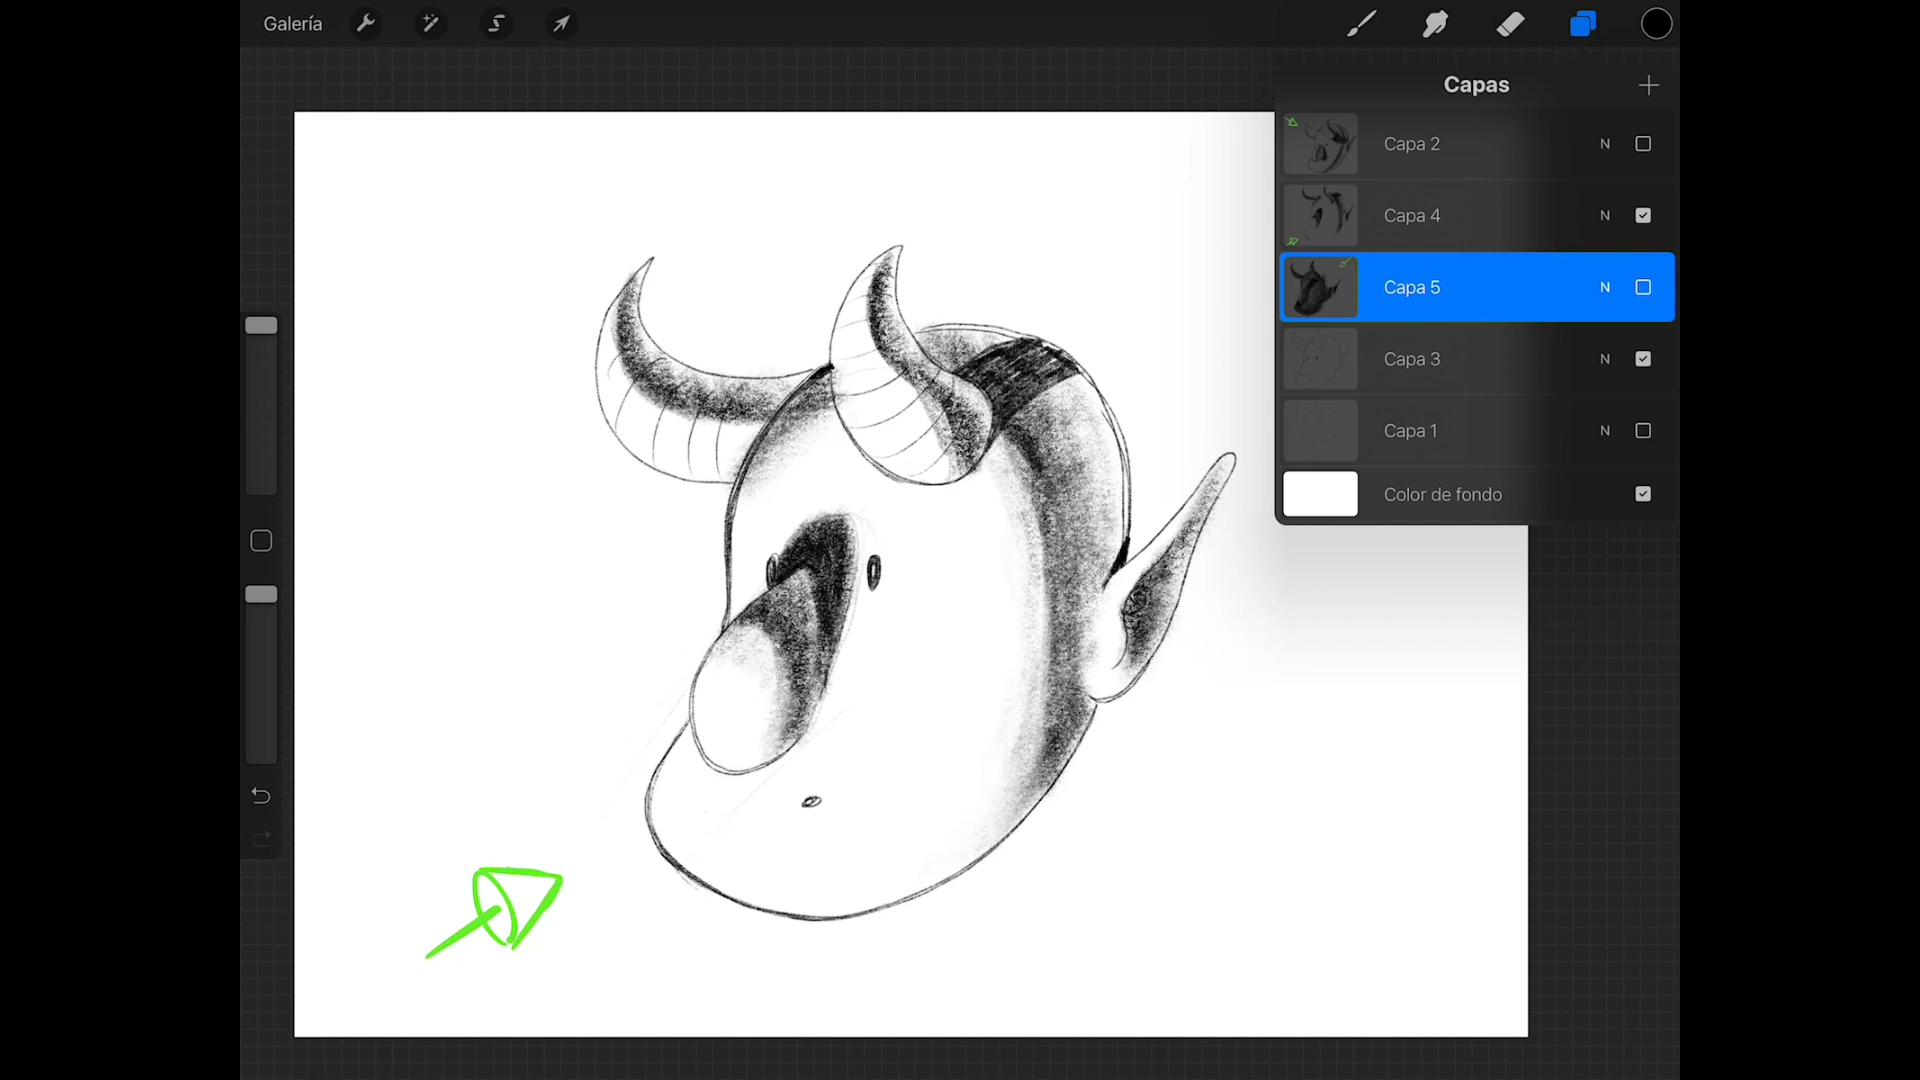 Galería
Capas
Capa 2 N
Capa 4 N
Capa 5 N
Capa 3 N
Capa 1 N
Color de fondo